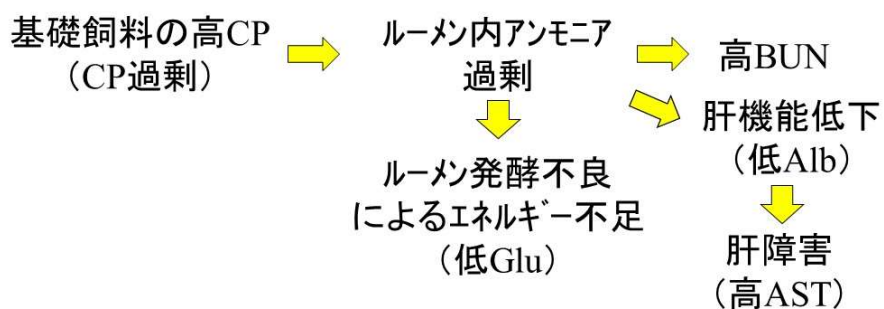 基礎飼料の高CP
（CP過剰）
ﾙｰﾒﾝ内ｱﾝﾓﾆｱ
過剰
高BUN
肝機能低下
（低Alb）
ﾙｰﾒﾝ発酵不良
によるｴﾈﾙｷﾞｰ不足
（低Glu）
肝障害
（高AST）